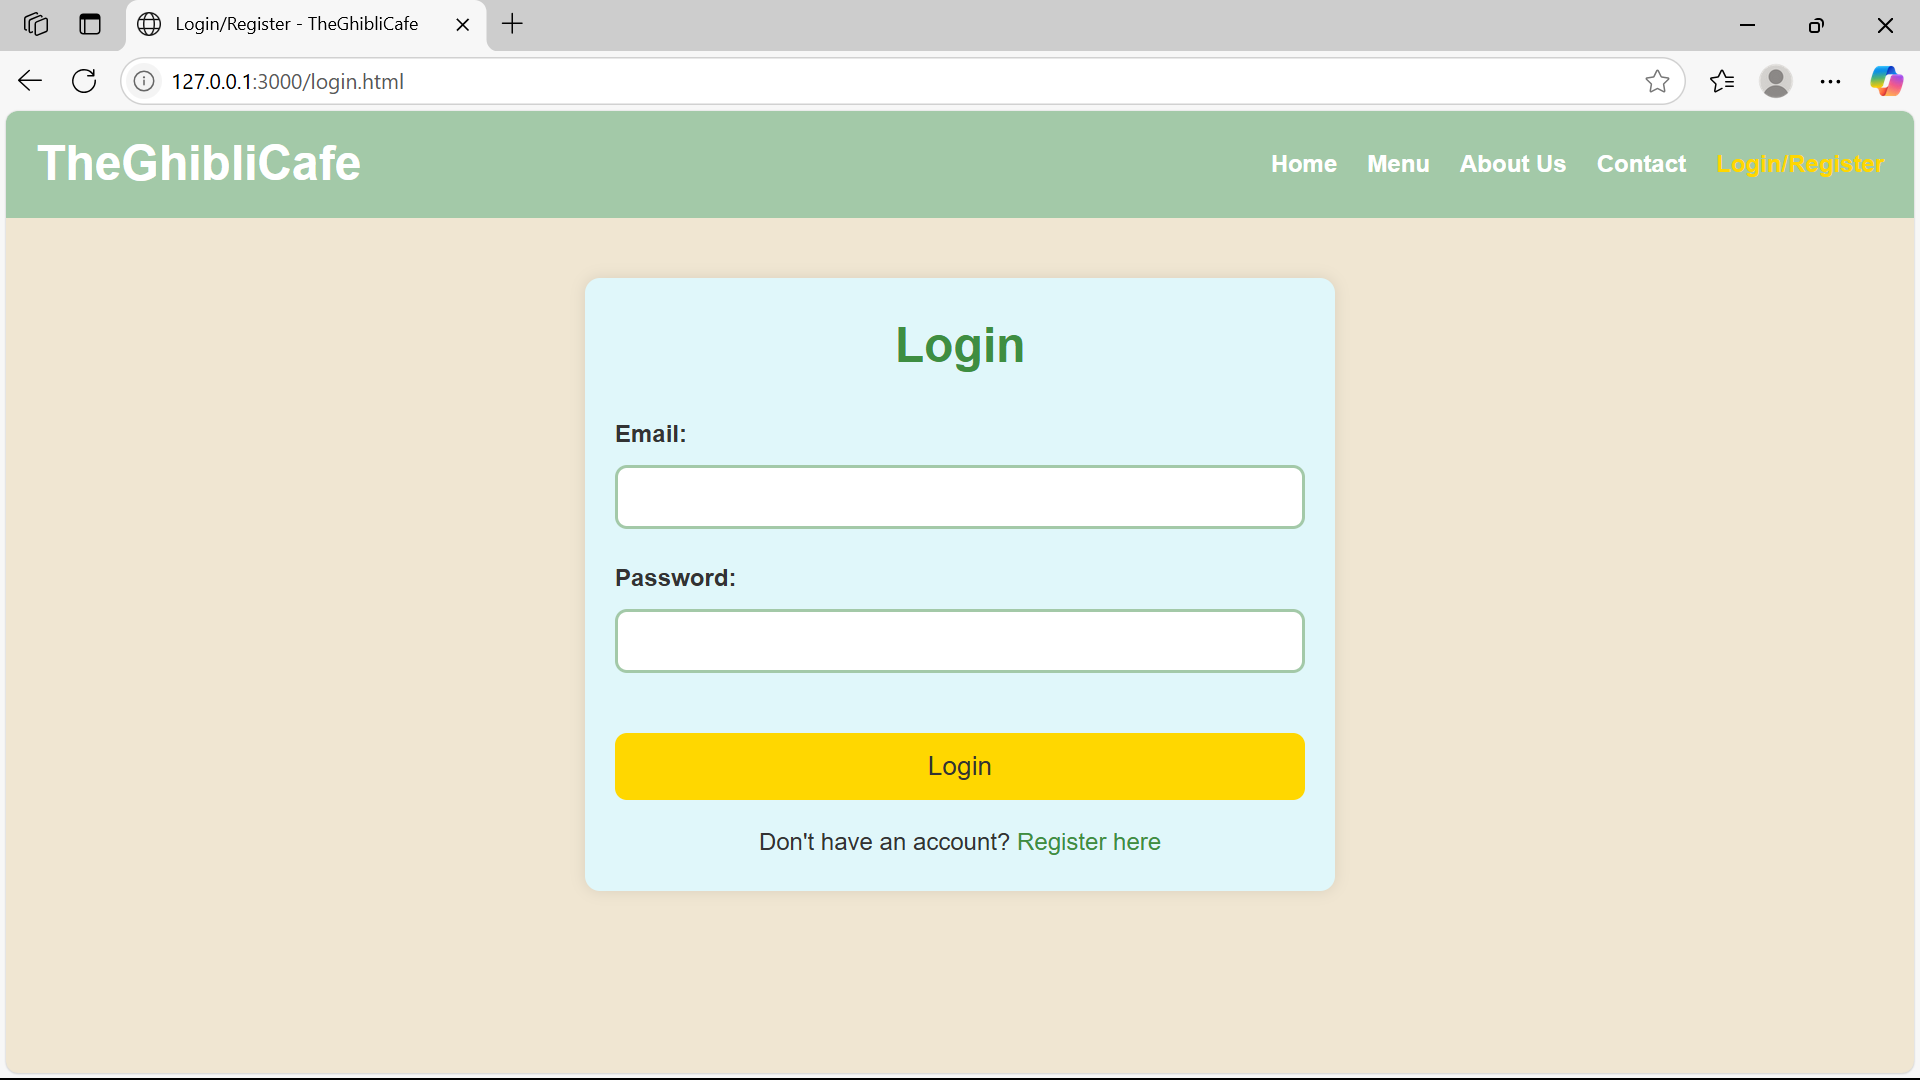 Login/Register - TheGhibliCafe
127.0.0.1:3000/login.html
TheGhibliCafe
Home Menu About Us Contact Login/Register
Login
Email:
Password:
Login
Don't have an account? Register here